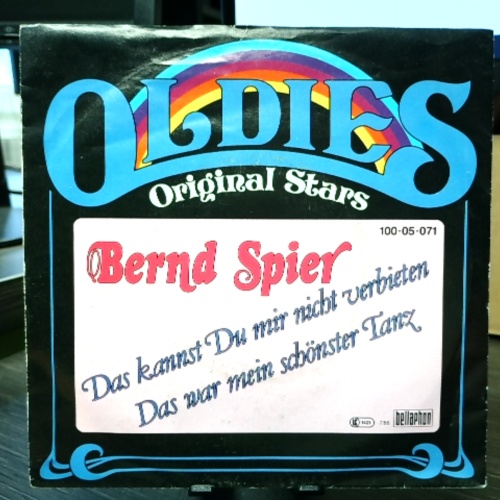 OLDIES
Original Stars
100-05-071
Bernd Spier
Das kannst Du mir nicht verbieten
Das war mein schönster Tanz
bellaphon